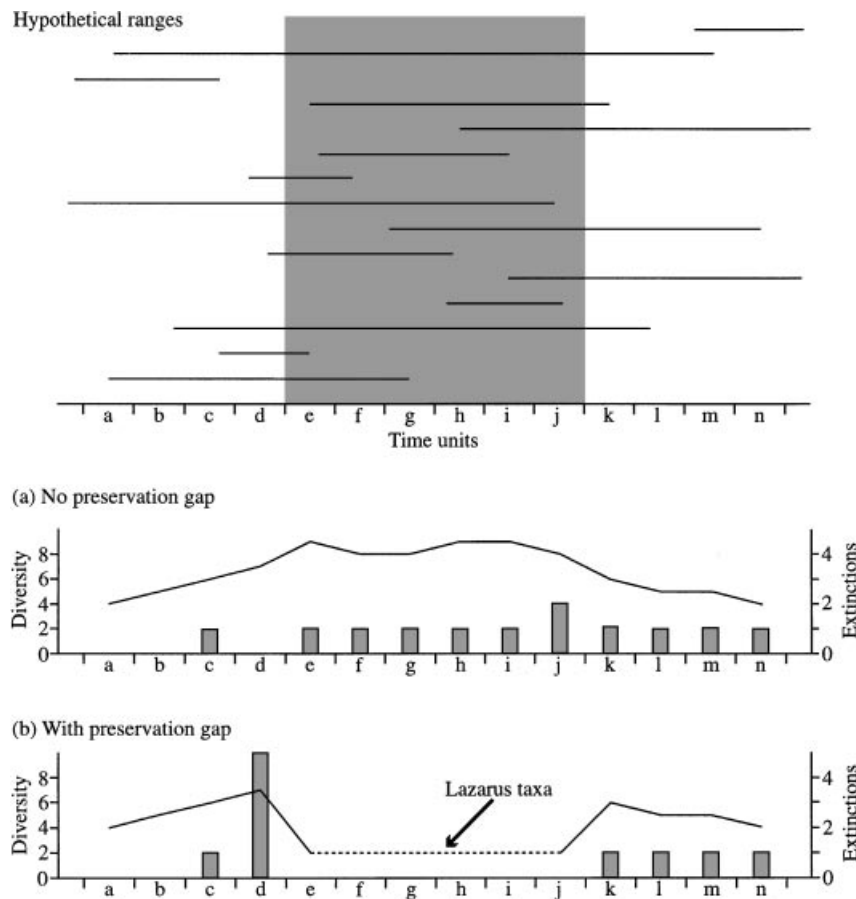 Hypothetical ranges
a b c d e f g h i j k l m n
Time units
(a) No preservation gap
Diversity
8
6
4
2
0
Extinctions
4
2
0
a b c d e f g h i j k l m n
(b) With preservation gap
Diversity
8
6
4
2
0
Lazarus taxa
Extinctions
4
2
0
a b c d e f g h i j k l m n